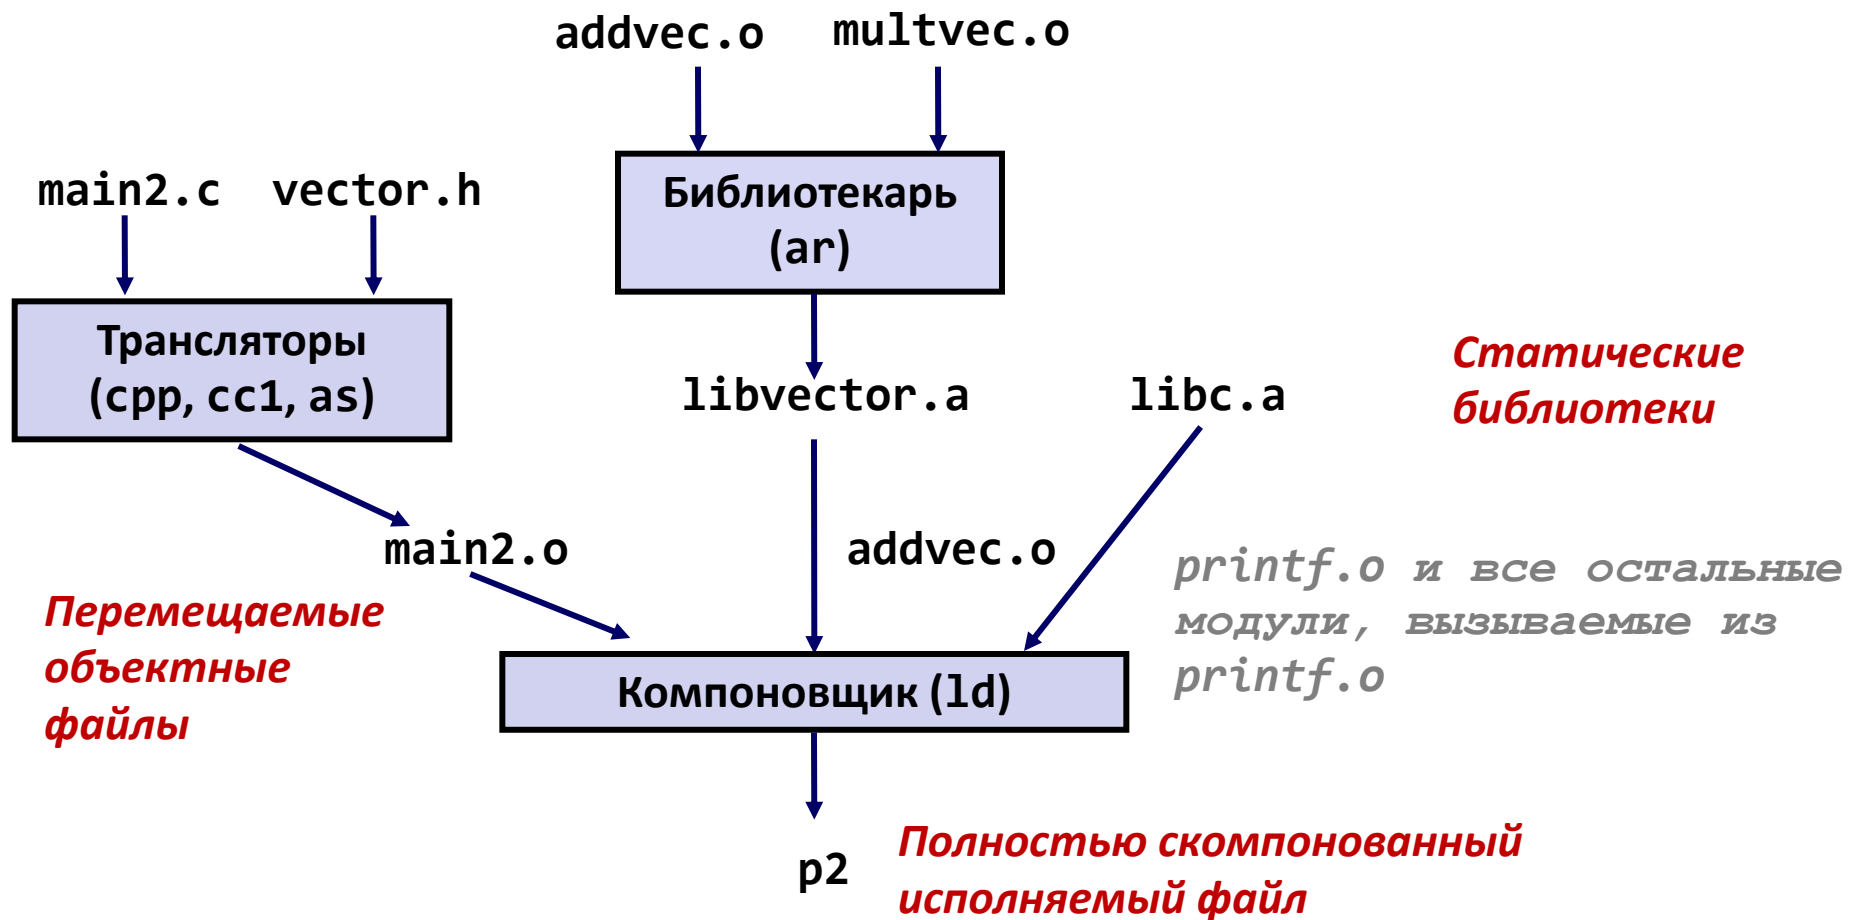 addvec.o multvec.o
main2.c vector.h
Библиотекарь
(ar)
Трансляторы
(cpp, cc1, as)
libvector.a
libc.a
Статические
библиотеки
main2.o
addvec.o
printf.o и все остальные
модули, вызываемые из
printf.o
Перемещаемые
объектные
файлы
Компоновщик (ld)
p2
Полностью скомпонованный
исполняемый файл